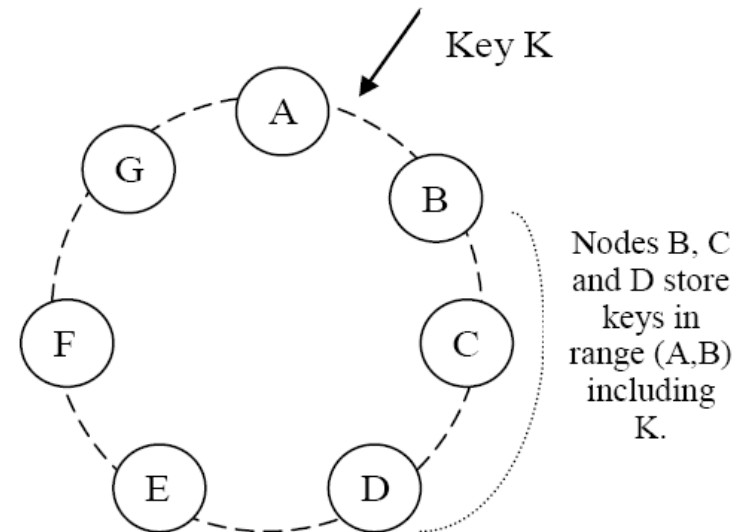 Key K
A
G
B
Nodes B, C
and D store
keys in
range (A,B)
including
K.
F
C
E
D